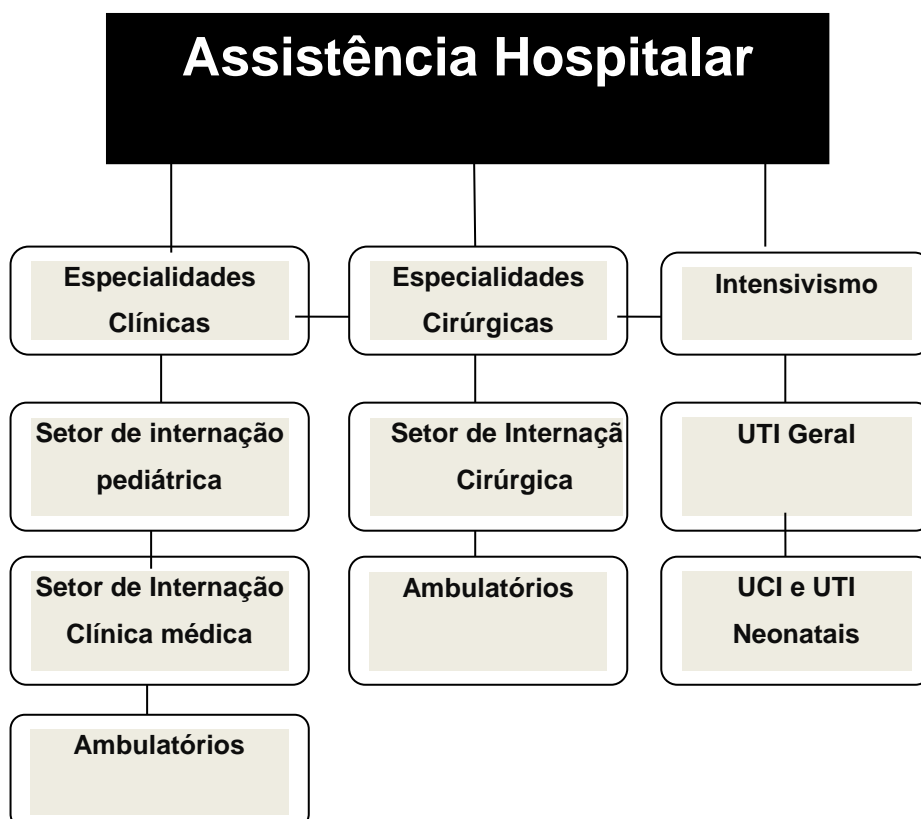 Assistência Hospitalar
Especialidades
Clínicas
Especialidades
Cirúrgicas
Intensivismo
Setor de internação
pediátrica
Setor de Internaçã
Cirúrgica
UTI Geral
Setor de Internação
Clínica médica
Ambulatórios
UCI e UTI
Neonatais
Ambulatórios